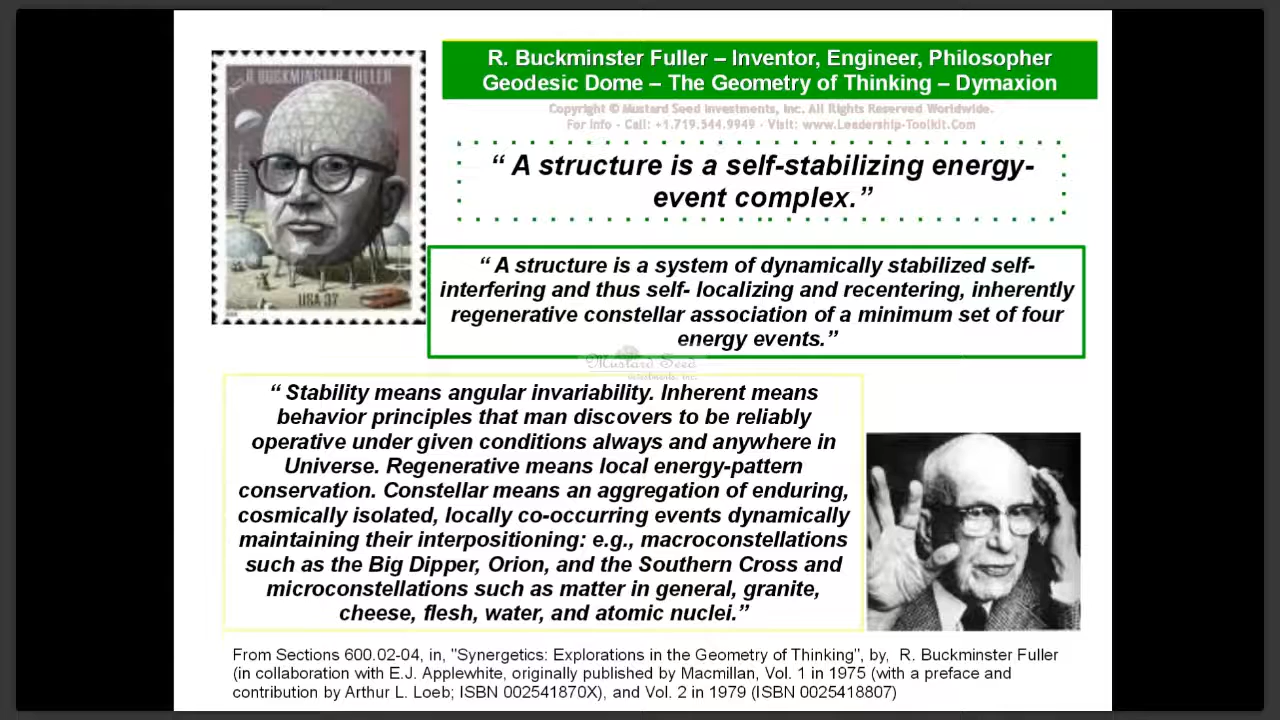 R. BUCKMINSTER FULLER
USA 37
R. Buckminster Fuller – Inventor, Engineer, Philosopher
Geodesic Dome – The Geometry of Thinking – Dymaxion
Copyright © Mustard Seed Investments, Inc. All Rights Reserved Worldwide.
For Info - Call: +1.719.344.9949 - Visit: www.Leadership-Toolkit.Com
“ A structure is a self-stabilizing energy-
event complex.”
“ A structure is a system of dynamically stabilized self-
interfering and thus self- localizing and recentering, inherently
regenerative constellar association of a minimum set of four
energy events.”
Mustard Seed
“ Stability means angular invariability. Inherent means
behavior principles that man discovers to be reliably
operative under given conditions always and anywhere in
Universe. Regenerative means local energy-pattern
conservation. Constellar means an aggregation of enduring,
cosmically isolated, locally co-occurring events dynamically
maintaining their interpositioning: e.g., macroconstellations
such as the Big Dipper, Orion, and the Southern Cross and
microconstellations such as matter in general, granite,
cheese, flesh, water, and atomic nuclei.”
From Sections 600.02-04, in, "Synergetics: Explorations in the Geometry of Thinking", by, R. Buckminster Fuller
(in collaboration with E.J. Applewhite, originally published by Macmillan, Vol. 1 in 1975 (with a preface and
contribution by Arthur L. Loeb; ISBN 002541870X), and Vol. 2 in 1979 (ISBN 0025418807)